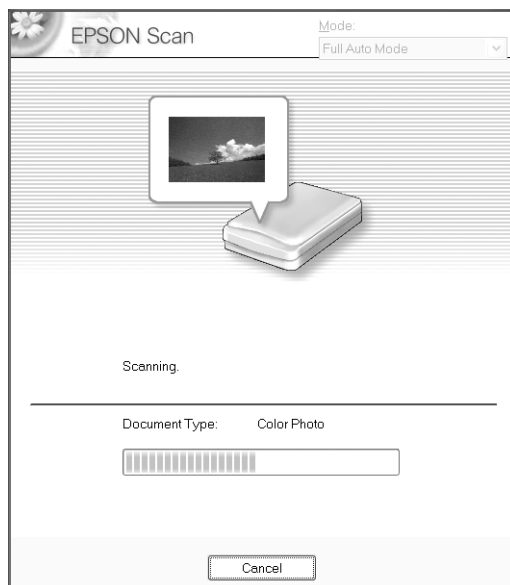 EPSON Scan
Mode:
Full Auto Mode
Scanning.
Document Type: Color Photo
Cancel